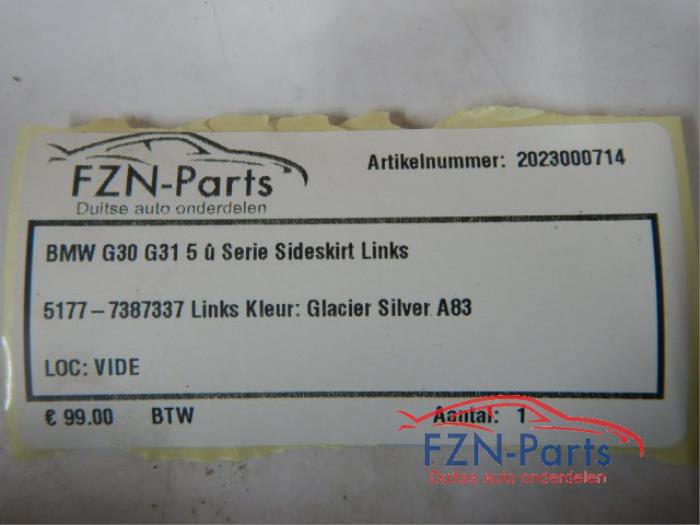 FZN-Parts
Duitse auto onderdelen
Artikelnummer: 2023000714
BMW G30 G31 5 û Serie Sideskirt Links
5177-7387337 Links Kleur: Glacier Silver A83
LOC: VIDE
€ 99.00 BTW Aantal: 1
FZN-Parts
Duitse auto onderdelen